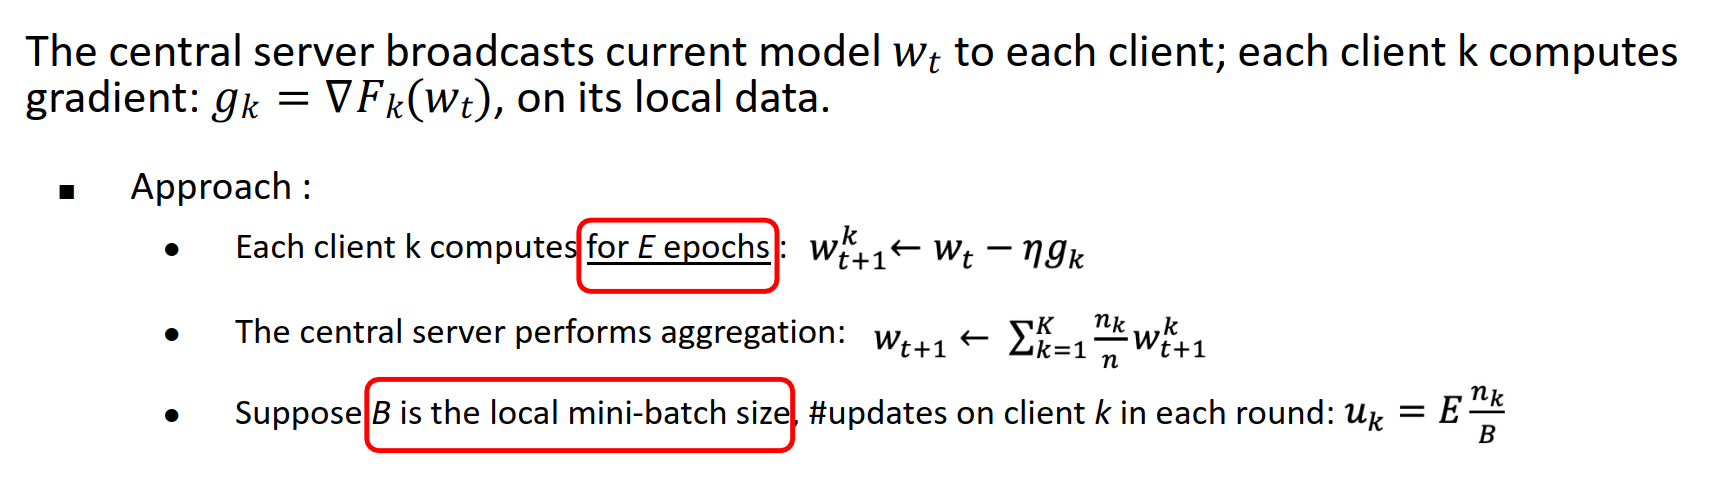 The central server broadcasts current model $w_t$ to each client; each client k computes
gradient: $g_k = \nabla F_k(w_t)$, on its local data.
■ Approach :
● Each client k computes for E epochs : $w_{t+1}^k \leftarrow w_t - \eta g_k$
● The central server performs aggregation: $w_{t+1} \leftarrow \sum_{k=1}^{K} \frac{n_k}{n} w_{t+1}^k$
● Suppose B is the local mini-batch size, #updates on client k in each round: $u_k = E \frac{n_k}{B}$